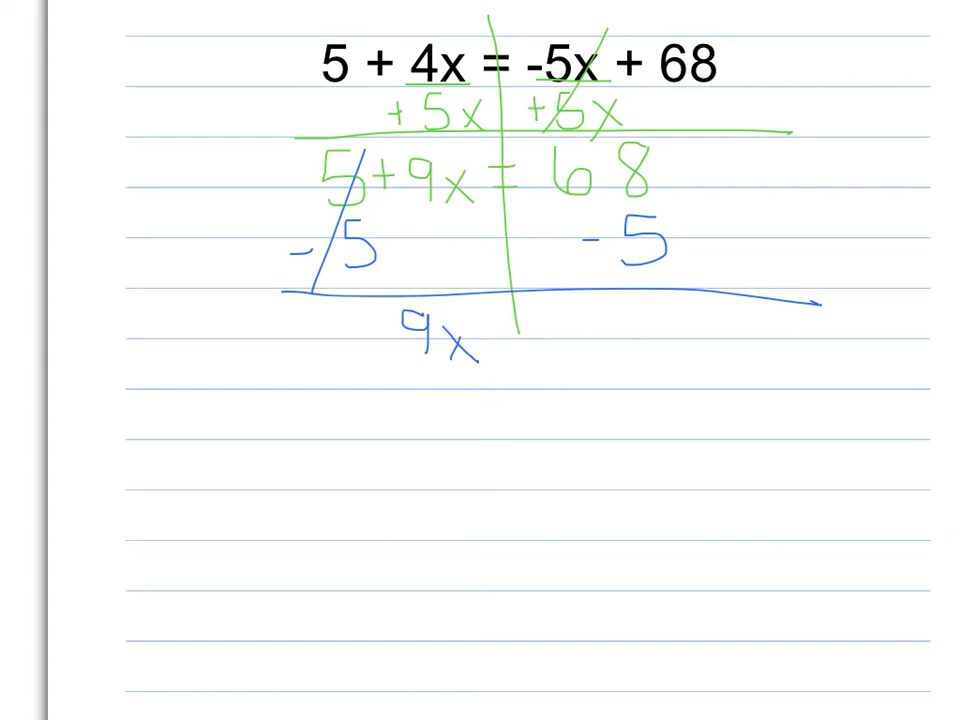 5 + 4x = -5x + 68
+ 5x +5x
5 + 9x = 68
- 5 - 5
9x